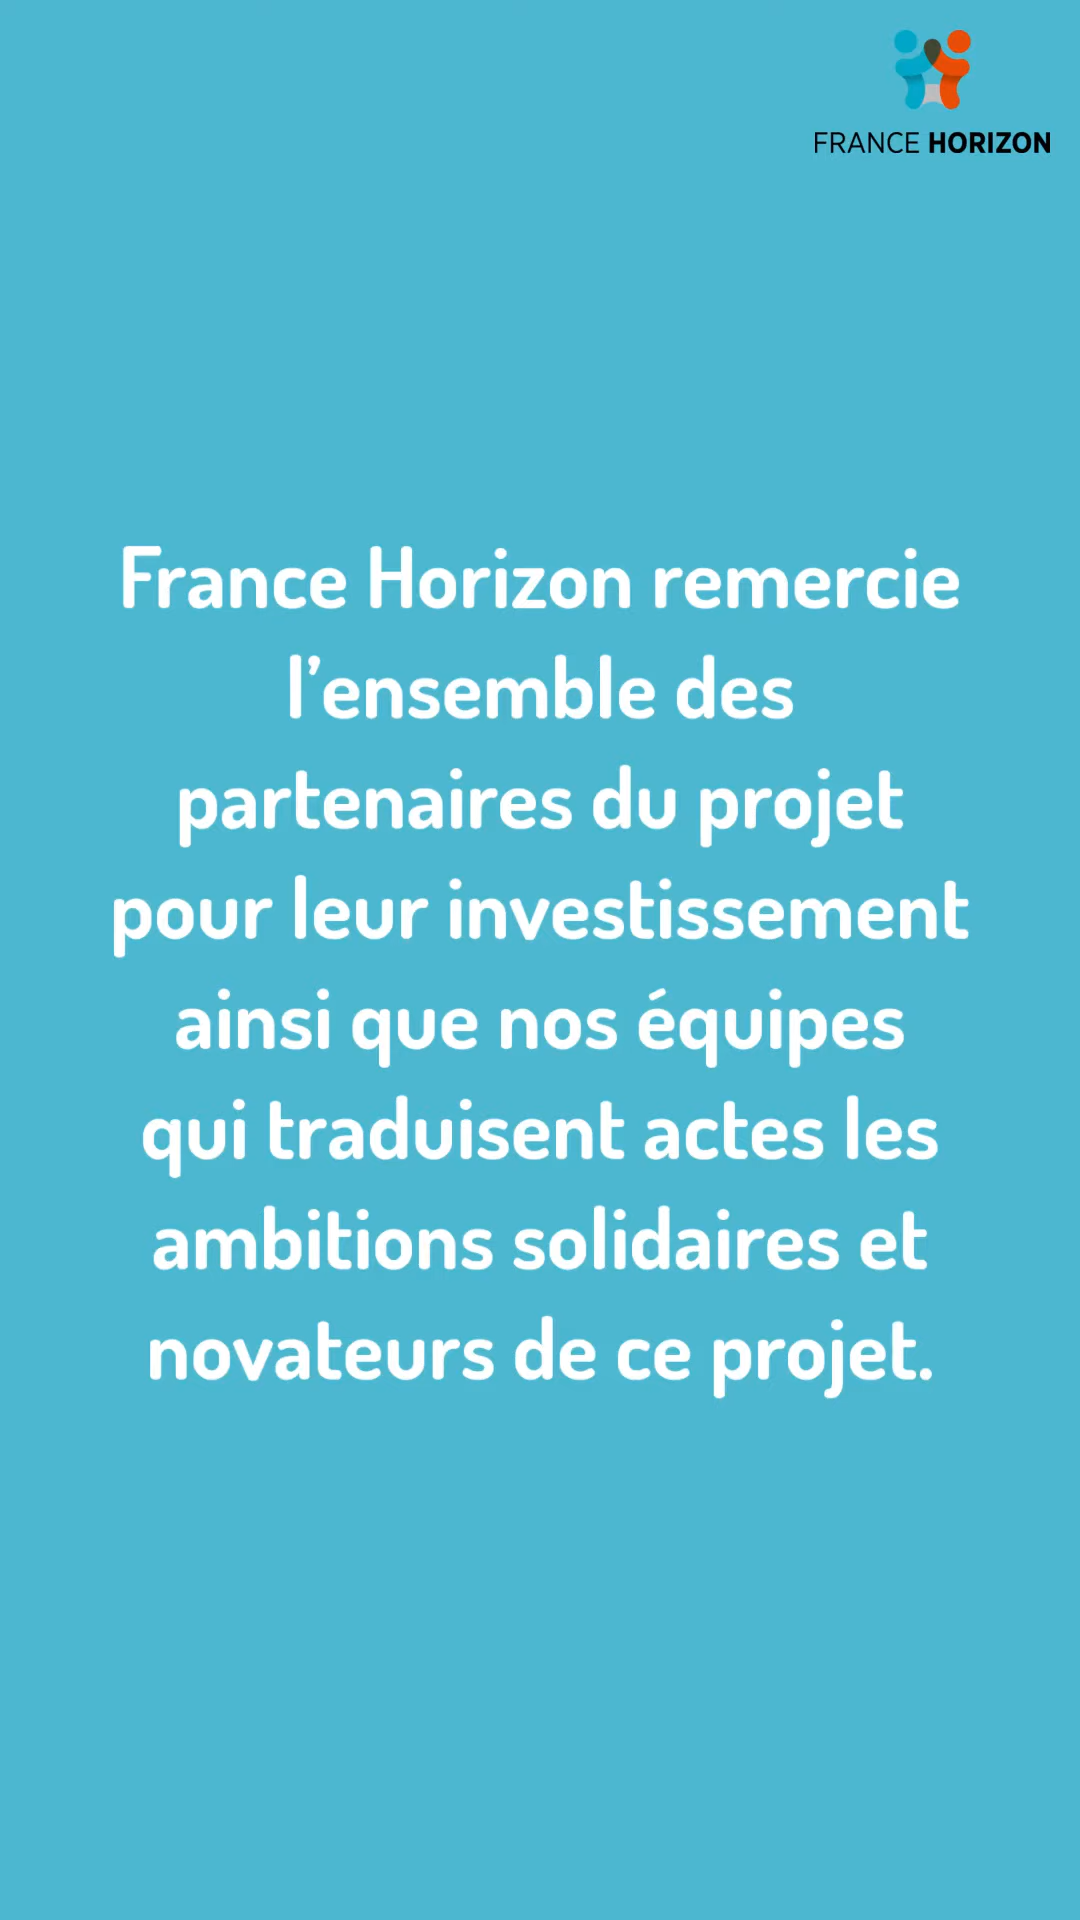 FRANCE HORIZON
France Horizon remercie
l’ensemble des
partenaires du projet
pour leur investissement
ainsi que nos équipes
qui traduisent actes les
ambitions solidaires et
novateurs de ce projet.